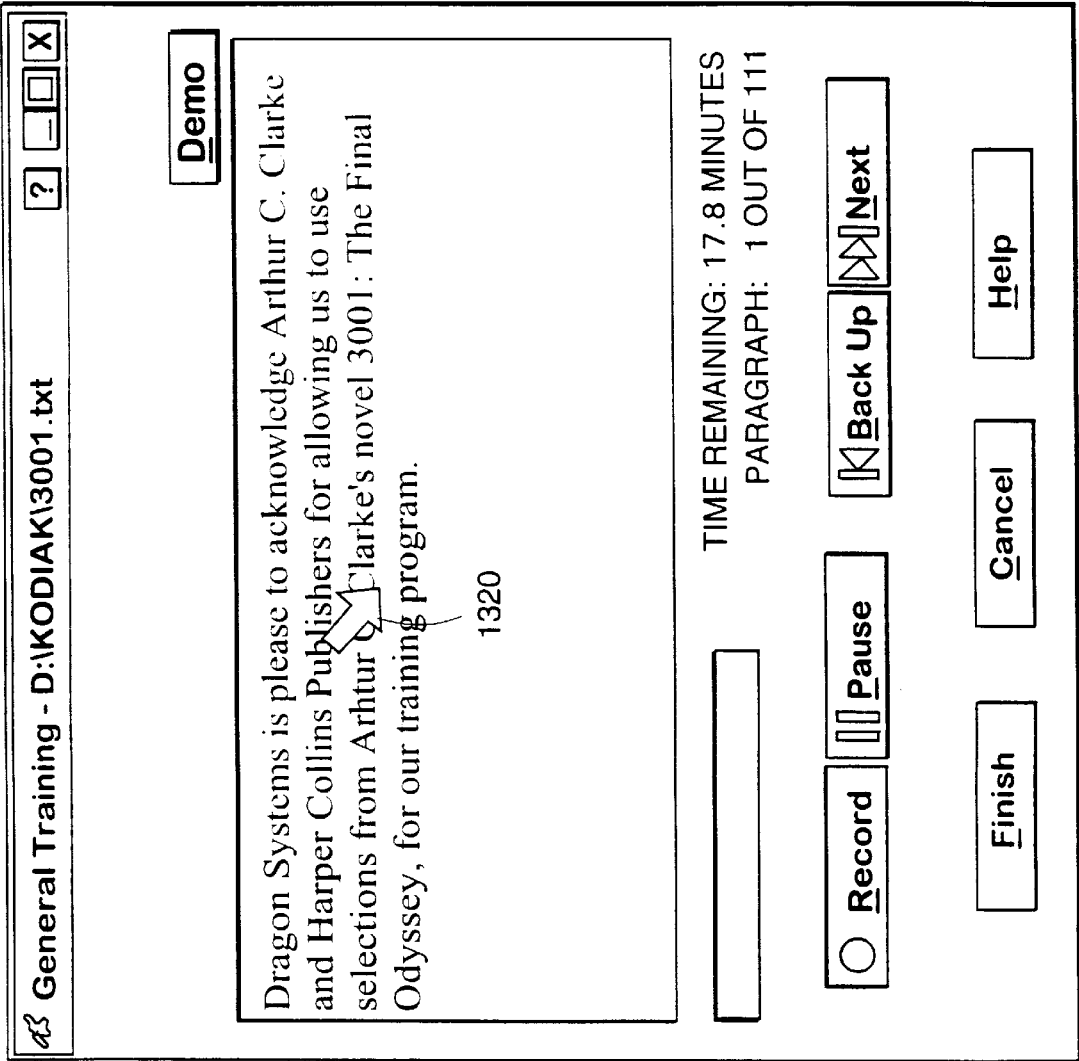 General Training - D:\KODIAK\3001.txt ? _ X
Demo
Dragon Systems is please to acknowledge Arthur C. Clarke
and Harper Collins Publishers for allowing us to use
selections from Arhtur C Clarke's novel 3001: The Final
Odyssey, for our training program.
1320
TIME REMAINING: 17.8 MINUTES
PARAGRAPH: 1 OUT OF 111
Record Pause Back Up Next
Finish Cancel Help